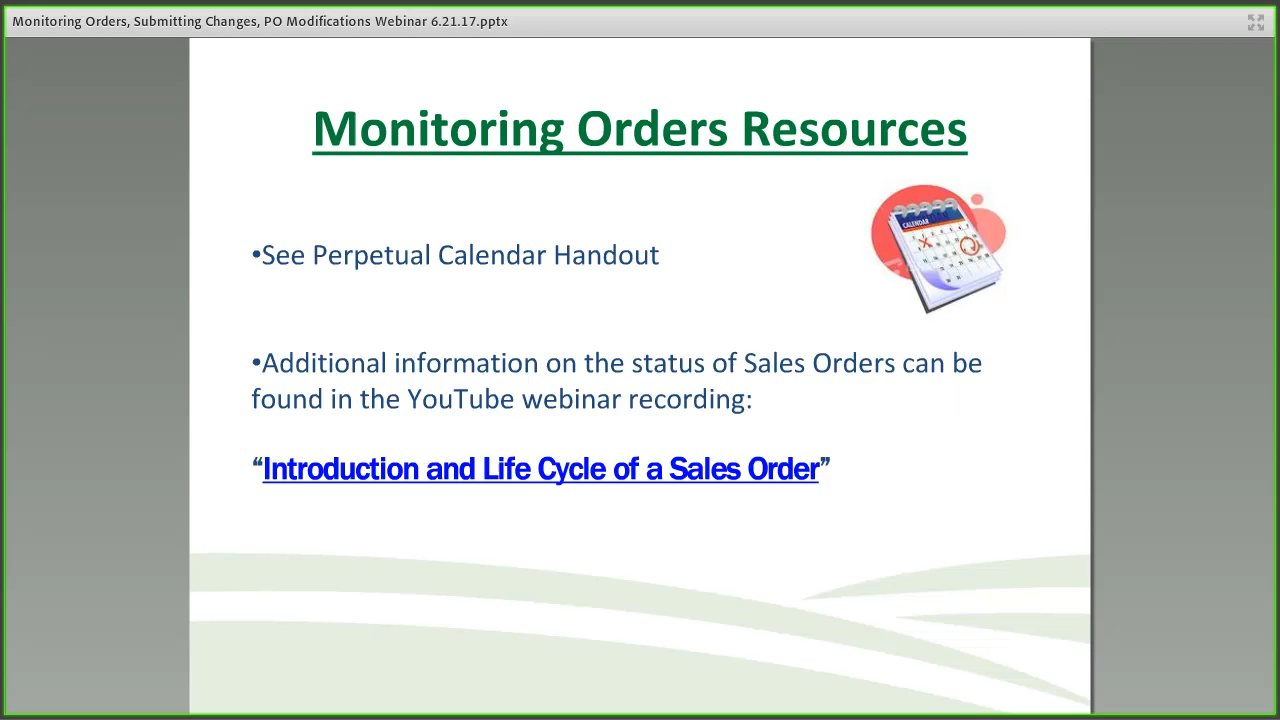 Monitoring Orders, Submitting Changes, PO Modifications Webinar 6.21.17.pptx
Monitoring Orders Resources
CALENDAR
•See Perpetual Calendar Handout
•Additional information on the status of Sales Orders can be
found in the YouTube webinar recording:
“Introduction and Life Cycle of a Sales Order”